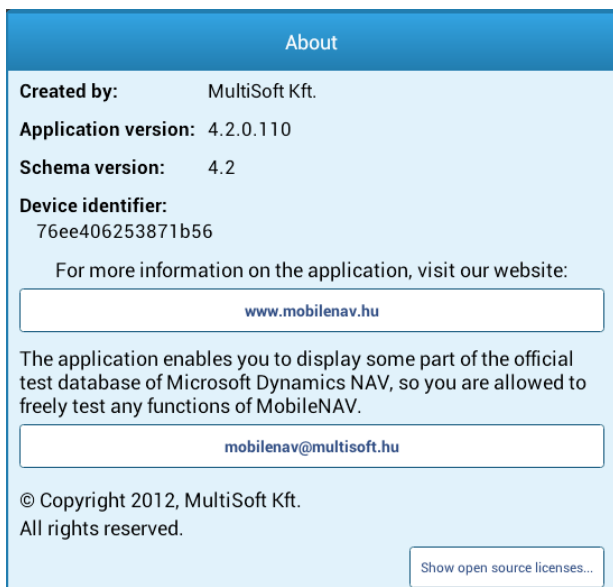 About
Created by: MultiSoft Kft.
Application version: 4.2.0.110
Schema version: 4.2
Device identifier:
76ee406253871b56
For more information on the application, visit our website:
www.mobilenav.hu
The application enables you to display some part of the official
test database of Microsoft Dynamics NAV, so you are allowed to
freely test any functions of MobileNAV.
mobilenav@multisoft.hu
© Copyright 2012, MultiSoft Kft.
All rights reserved.
Show open source licenses...